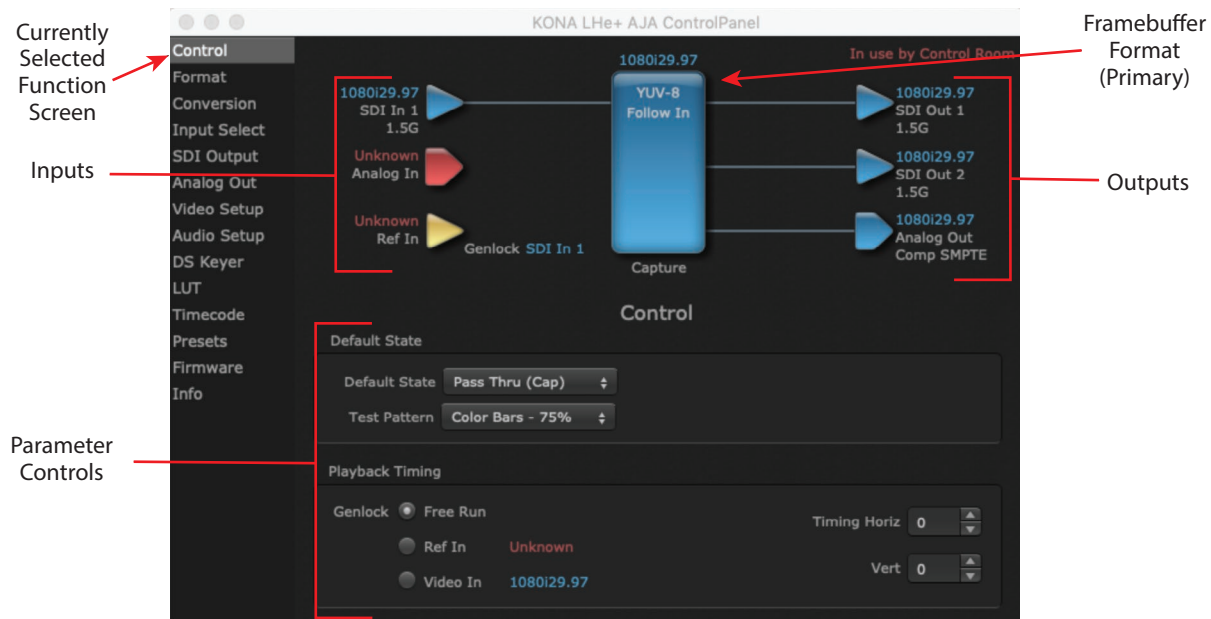 Currently
Selected
Function
Screen
Inputs
Parameter
Controls
Framebuffer
Format
(Primary)
Outputs
KONA LHe+ AJA ControlPanel
Control
Format
Conversion
Input Select
SDI Output
Analog Out
Video Setup
Audio Setup
DS Keyer
LUT
Timecode
Presets
Firmware
Info
In use by Control Room
1080i29.97
SDI In 1
1.5G
Unknown
Analog In
Unknown
Ref In
Genlock SDI In 1
1080i29.97
YUV-8
Follow In
Capture
1080i29.97
SDI Out 1
1.5G
1080i29.97
SDI Out 2
1.5G
1080i29.97
Analog Out
Comp SMPTE
Control
Default State
Default State Pass Thru (Cap)
Test Pattern Color Bars - 75%
Playback Timing
Genlock Free Run
Ref In Unknown
Video In 1080i29.97
Timing Horiz 0
Vert 0